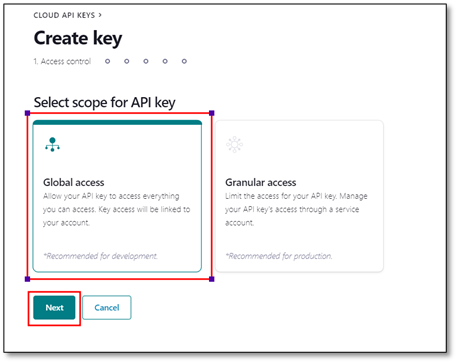 CLOUD API KEYS >
Create key
1. Access control
Select scope for API key
Global access
Allow your API key to access everything
you can access. Key access will be linked to
your account.
*Recommended for development.
Granular access
Limit the access for your API key. Manage
your API key's access through a service
account.
*Recommended for production.
Next
Cancel